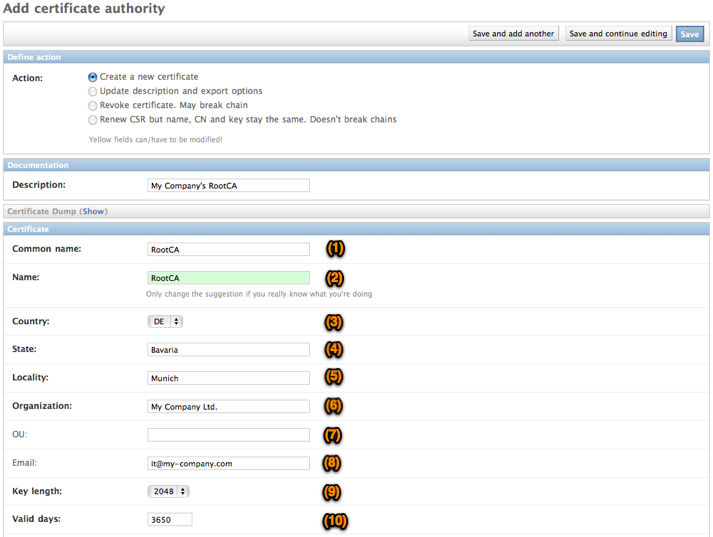 Add certificate authority
Save and add another Save and continue editing Save
Define action
Action: Create a new certificate
Update description and export options
Revoke certificate. May break chain
Renew CSR but name, CN and key stay the same. Doesn't break chains
Yellow fields can/have to be modified!
Documentation
Description: My Company's RootCA
Certificate Dump (Show)
Certificate
Common name: RootCA (1)
Name: RootCA (2)
Only change the suggestion if you really know what you're doing
Country: DE (3)
State: Bavaria (4)
Locality: Munich (5)
Organization: My Company Ltd. (6)
OU: (7)
Email: it@my-company.com (8)
Key length: 2048 (9)
Valid days: 3650 (10)